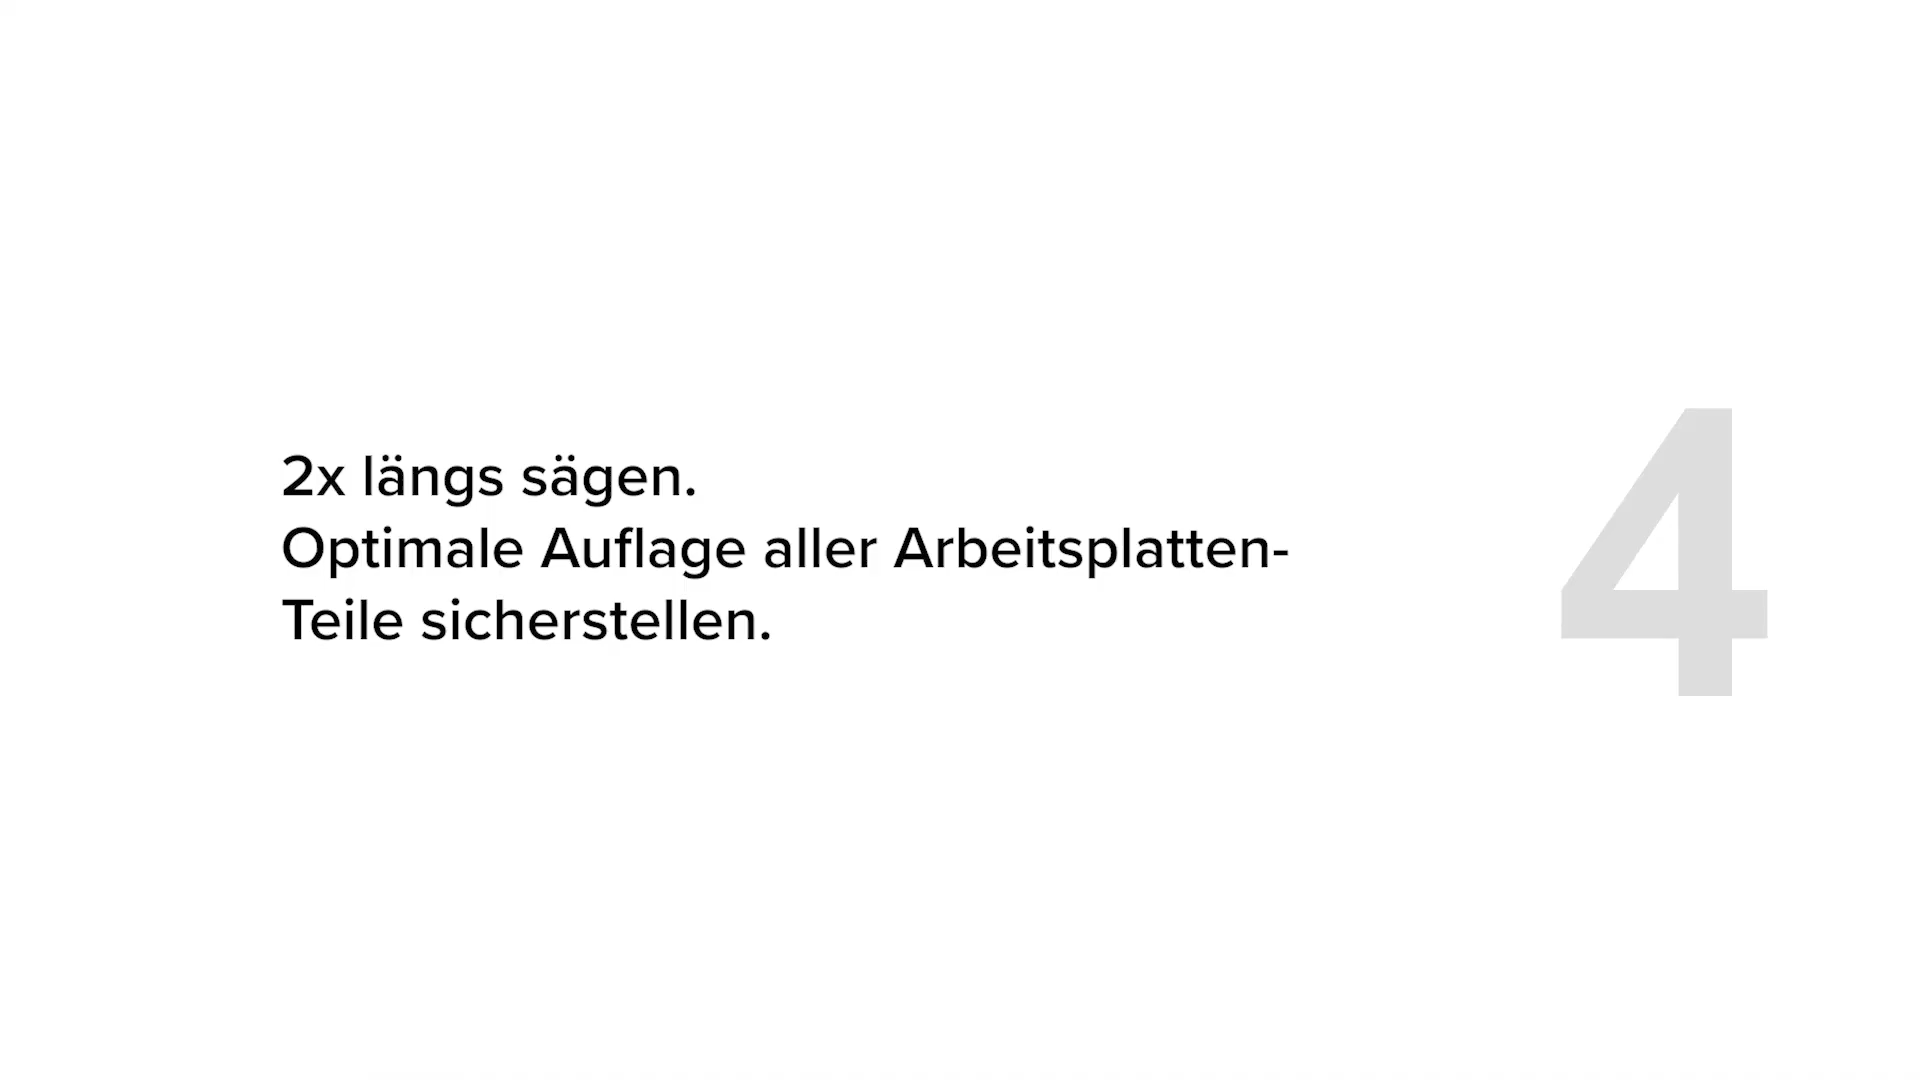 2x längs sägen.
Optimale Auflage aller Arbeitsplatten-
Teile sicherstellen.
4